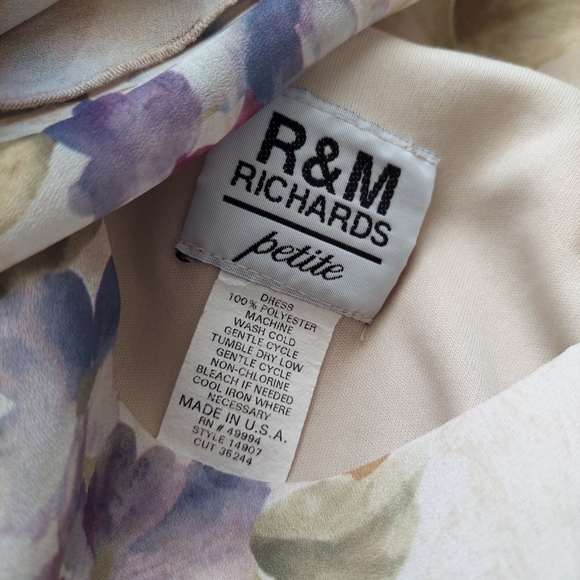 R&M
RICHARDS
petite
DRESS
100% POLYESTER
MACHINE
WASH COLD
GENTLE CYCLE
TUMBLE DRY LOW
GENTLE CYCLE
NON-CHLORINE
BLEACH IF NEEDED
COOL IRON WHERE
NECESSARY
MADE IN U.S.A.
RN # 49994
STYLE 14907
CUT 36244